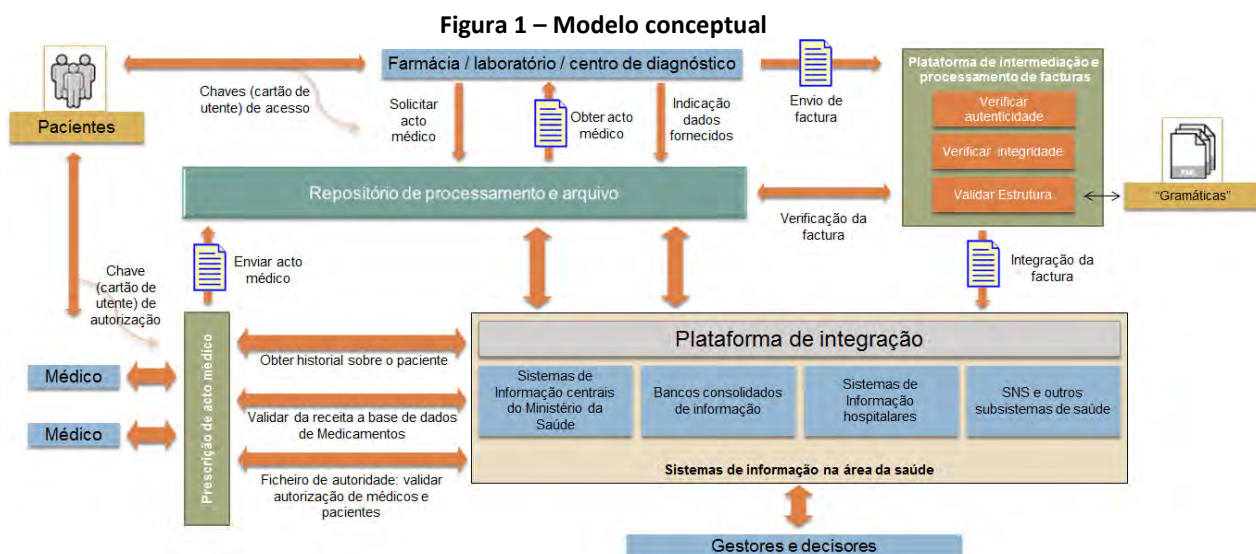 Figura 1 – Modelo conceptual
Farmácia / laboratório / centro de diagnóstico
Plataforma de intermediação e
processamento de facturas
Verificar
autenticidade
Verificar integridade
Validar Estrutura
Pacientes
Chaves (cartão de
utente) de acesso
Solicitar
acto
médico
Obter acto
médico
Indicação
dados
fornecidos
Envio de
factura
"Gramáticas"
Repositório de processamento e arquivo
Verificação da
factura
Enviar acto
médico
Integração da
factura
Chave
(cartão de
utente) de
autorização
Prescrição de acto médico
Médico
Médico
Obter historial sobre o paciente
Validar da receita a base de dados
de Medicamentos
Ficheiro de autoridade: validar
autorização de médicos e
pacientes
Plataforma de integração
Sistemas de
Informação centrais
do Ministério da
Saúde
Bancos consolidados
de informação
Sistemas de
Informação
hospitalares
SNS e outros
subsistemas de saúde
Sistemas de informação na área da saúde
Gestores e decisores